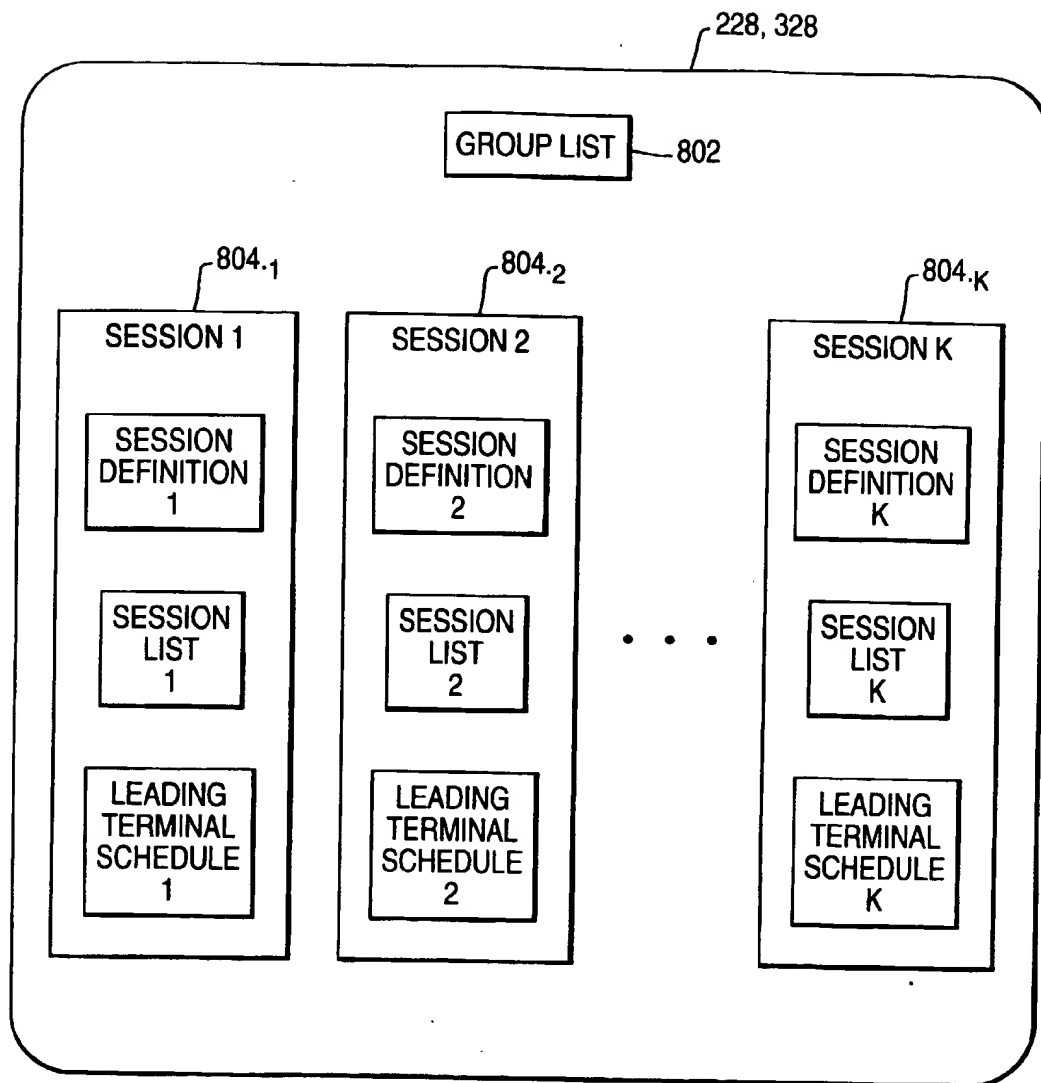 228, 328
GROUP LIST
802
804.1
804.2
804.K
SESSION 1
SESSION 2
SESSION K
SESSION
DEFINITION
1
SESSION
DEFINITION
2
SESSION
DEFINITION
K
SESSION
LIST
1
SESSION
LIST
2
SESSION
LIST
K
LEADING
TERMINAL
SCHEDULE
1
LEADING
TERMINAL
SCHEDULE
2
LEADING
TERMINAL
SCHEDULE
K